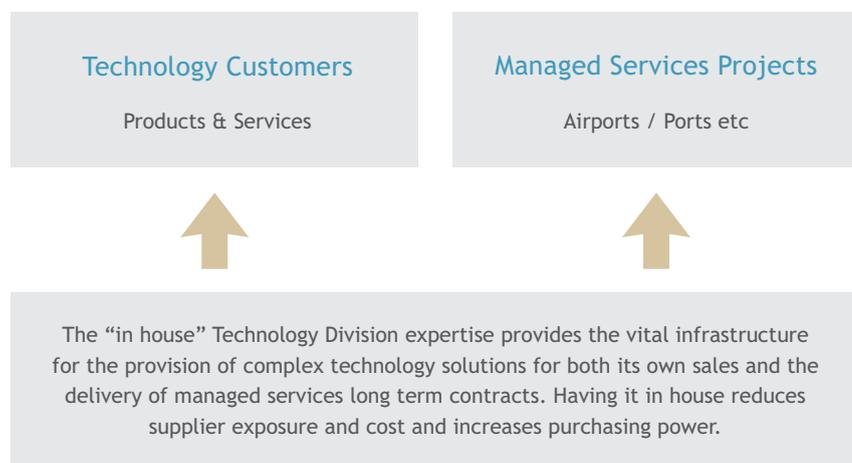 Technology Customers
Products & Services
Managed Services Projects
Airports / Ports etc
The “in house” Technology Division expertise provides the vital infrastructure
for the provision of complex technology solutions for both its own sales and the
delivery of managed services long term contracts. Having it in house reduces
supplier exposure and cost and increases purchasing power.